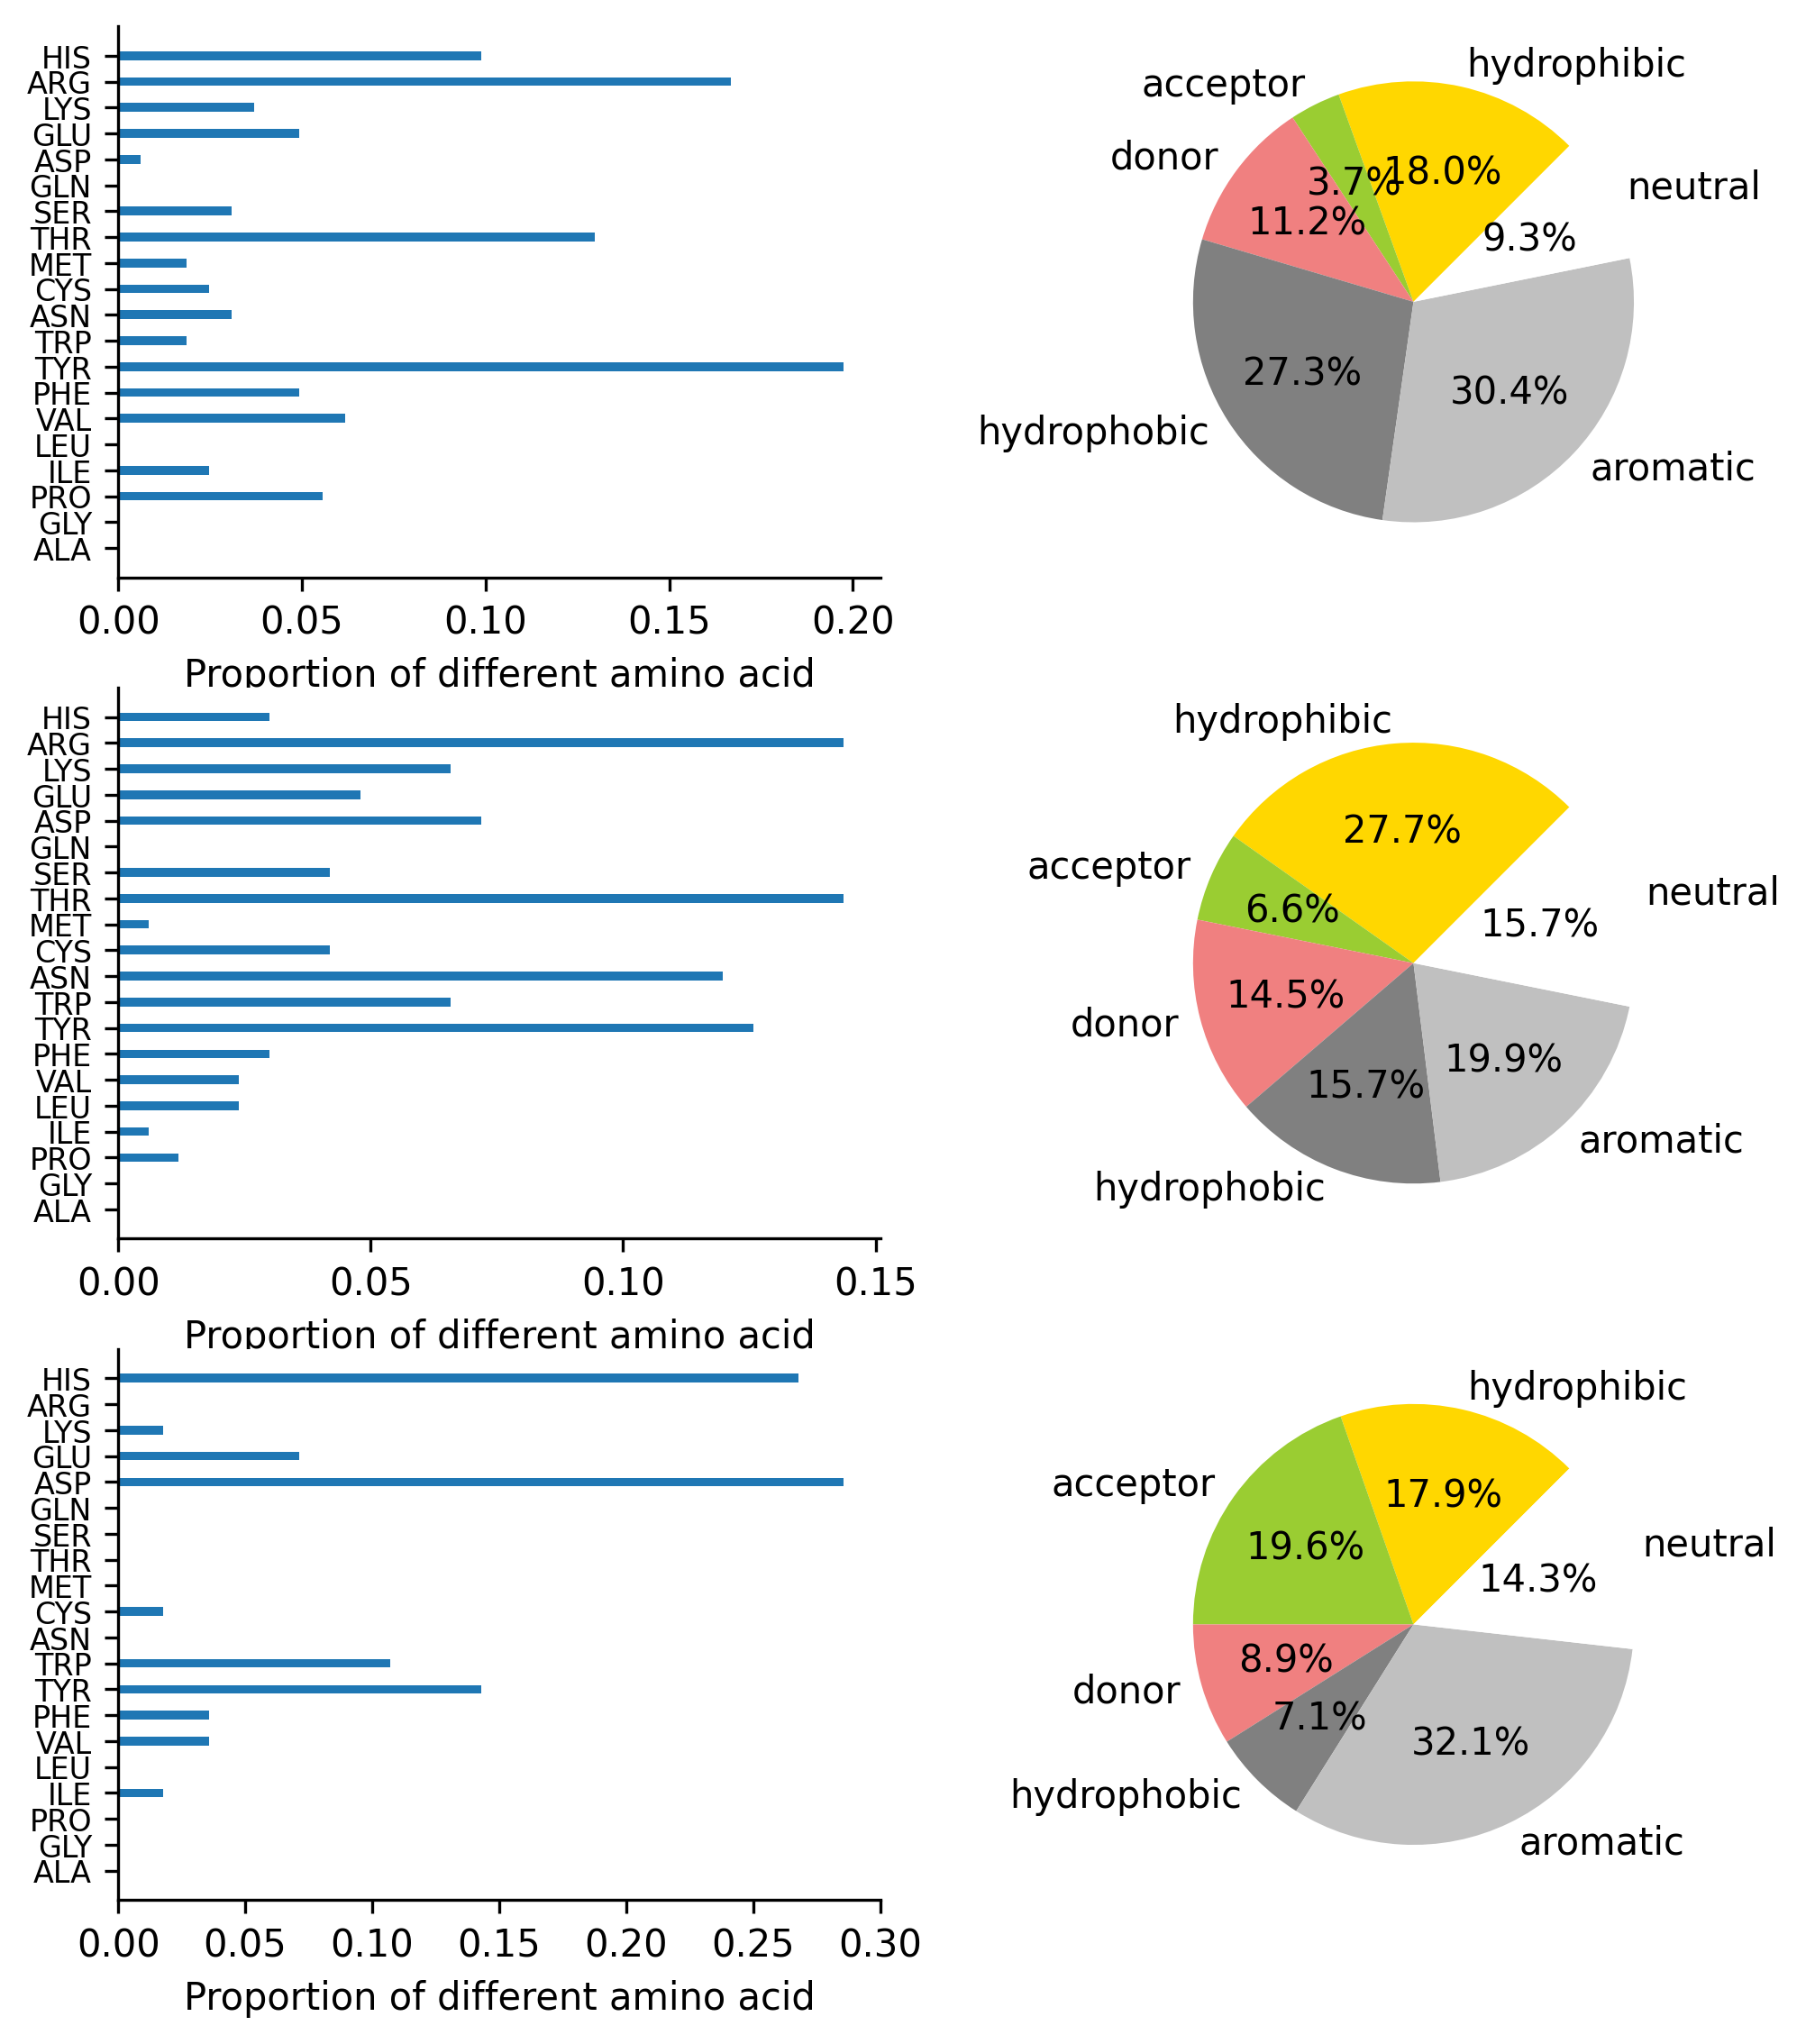 HIS
ARG
LYS
GLU
ASP
GLN
SER
THR
MET
CYS
ASN
TRP
TYR
PHE
VAL
LEU
ILE
PRO
GLY
ALA
0.00 0.05 0.10 0.15 0.20
Proportion of different amino acid
hydrophibic
acceptor
donor
neutral
18.0%
3.7%
11.2%
9.3%
27.3%
30.4%
hydrophobic
aromatic
HIS
ARG
LYS
GLU
ASP
GLN
SER
THR
MET
CYS
ASN
TRP
TYR
PHE
VAL
LEU
ILE
PRO
GLY
ALA
0.00 0.05 0.10 0.15
Proportion of different amino acid
hydrophibic
27.7%
acceptor
neutral
6.6%
15.7%
14.5%
donor
19.9%
15.7%
aromatic
hydrophobic
HIS
ARG
LYS
GLU
ASP
GLN
SER
THR
MET
CYS
ASN
TRP
TYR
PHE
VAL
LEU
ILE
PRO
GLY
ALA
0.00 0.05 0.10 0.15 0.20 0.25 0.30
Proportion of different amino acid
hydrophibic
acceptor
17.9%
19.6%
neutral
14.3%
8.9%
donor
7.1%
32.1%
hydrophobic
aromatic